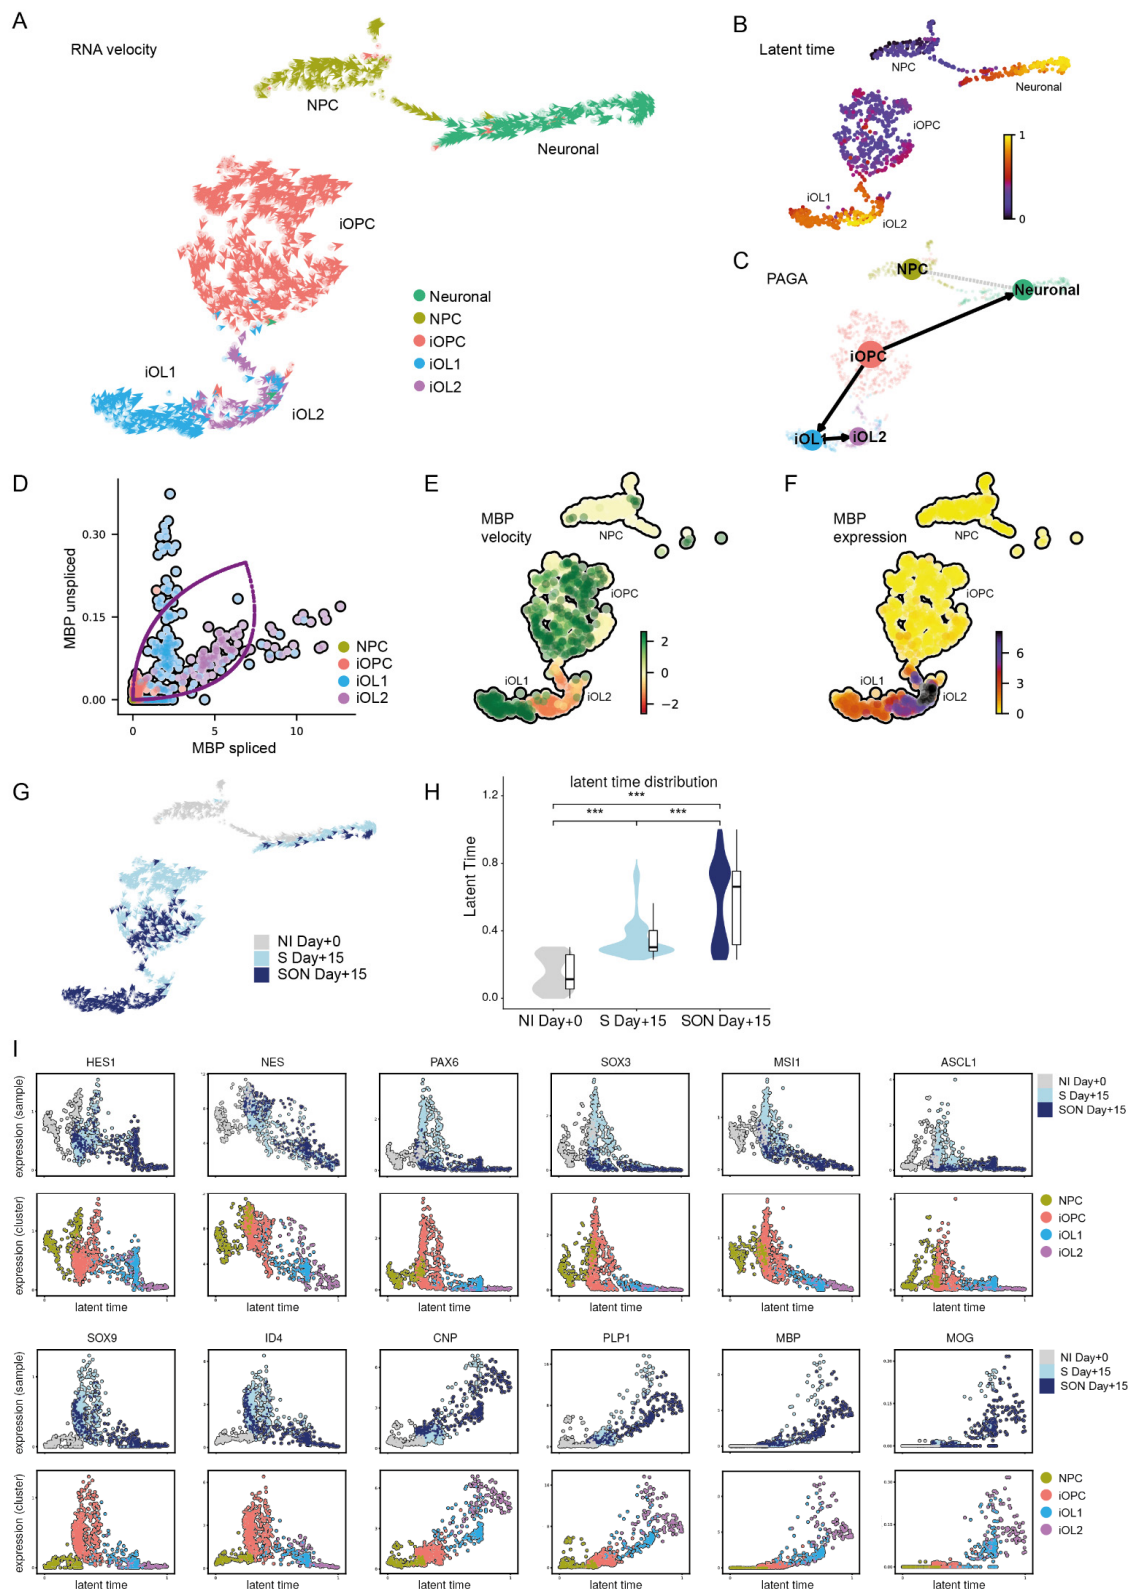 A
RNA velocity
NPC
Neuronal
iOPC
iOL1
iOL2
Neuronal
NPC
iOPC
iOL1
iOL2
B
Latent time
NPC
Neuronal
iOPC
iOL1
iOL2
1
0
C
PAGA
NPC
Neuronal
iOPC
iOL1
iOL2
D
MBP unspliced
0.30
0.15
0.00
0 5 10
MBP spliced
NPC
iOPC
iOL1
iOL2
E
MBP
velocity
NPC
iOPC
iOL1
iOL2
2
0
−2
F
MBP
expression
NPC
iOPC
iOL1
iOL2
6
3
0
G
NI Day+0
S Day+15
SON Day+15
H
latent time distribution
***
*** ***
Latent Time
1.2
0.8
0.4
0.0
NI Day+0 S Day+15 SON Day+15
I
HES1 NES PAX6 SOX3 MSI1 ASCL1
expression (sample)
NI Day+0
S Day+15
SON Day+15
expression (cluster)
NPC
iOPC
iOL1
iOL2
latent time latent time latent time latent time latent time latent time
SOX9 ID4 CNP PLP1 MBP MOG
expression (sample)
NI Day+0
S Day+15
SON Day+15
expression (cluster)
NPC
iOPC
iOL1
iOL2
latent time latent time latent time latent time latent time latent time